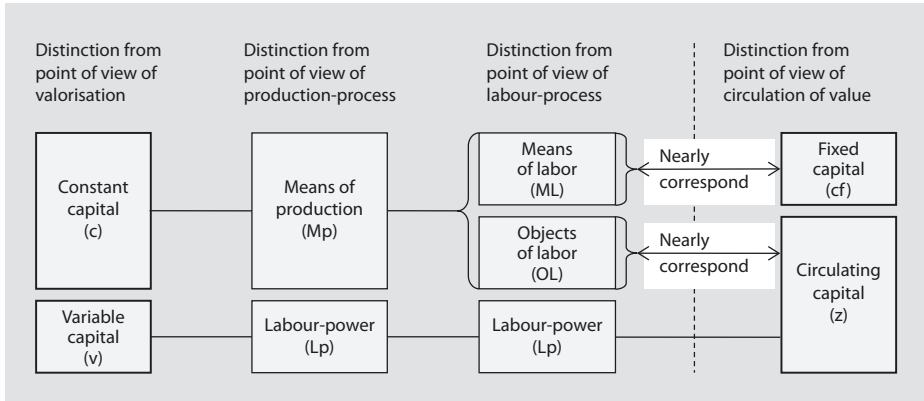 Distinction from
point of view of
valorisation
Distinction from
point of view of
production-process
Distinction from
point of view of
labour-process
Distinction from
point of view of
circulation of value
Constant
capital
(c)
Means of
production
(Mp)
Means
of labor
(ML)
Nearly
correspond
Fixed
capital
(cf)
Objects
of labor
(OL)
Nearly
correspond
Circulating
capital
(z)
Variable
capital
(v)
Labour-power
(Lp)
Labour-power
(Lp)